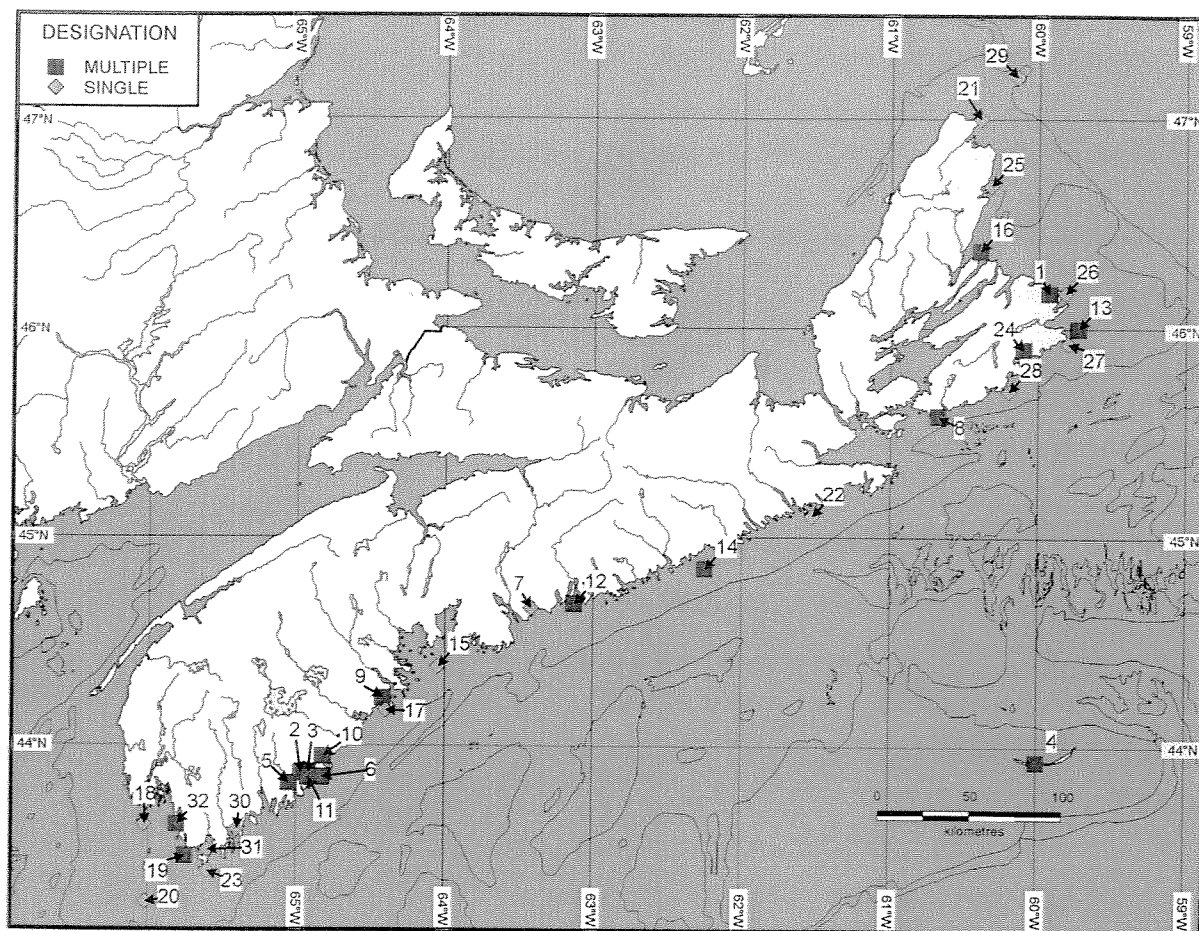 DESIGNATION
MULTIPLE
SINGLE
65°W
64°W
63°W
62°W
61°W
60°W
59°W
29
21
47°N
47°N
25
16
1
26
13
46°N
46°N
24
27
28
8
22
45°N
45°N
14
7
12
15
9
17
2
3
10
44°N
44°N
5
6
4
11
18
32
30
0
50
100
kilometres
31
19
23
20
65°W
64°W
63°W
62°W
61°W
60°W
59°W